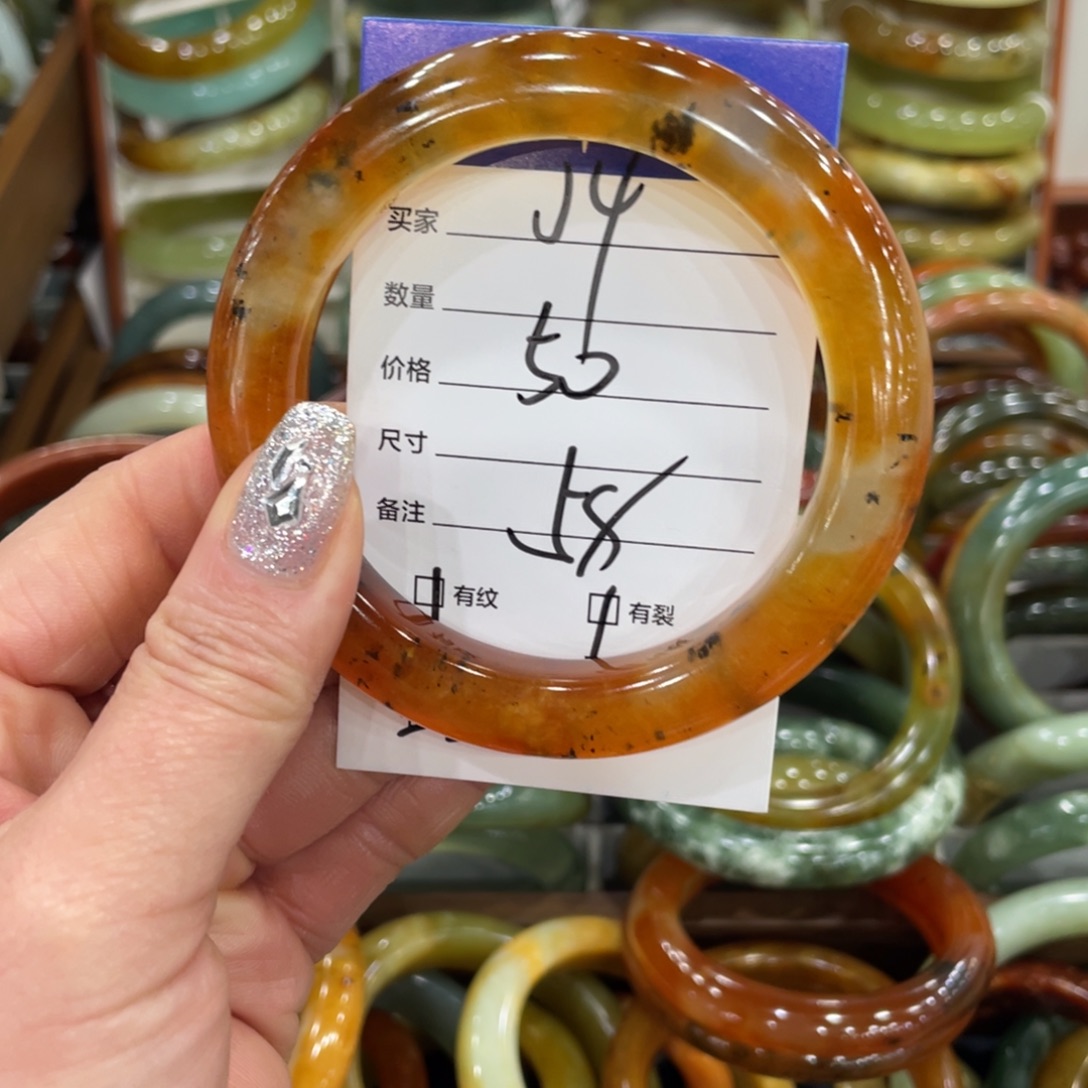 买家 J4
数量
价格 50
尺寸
备注 58
有纹 有裂